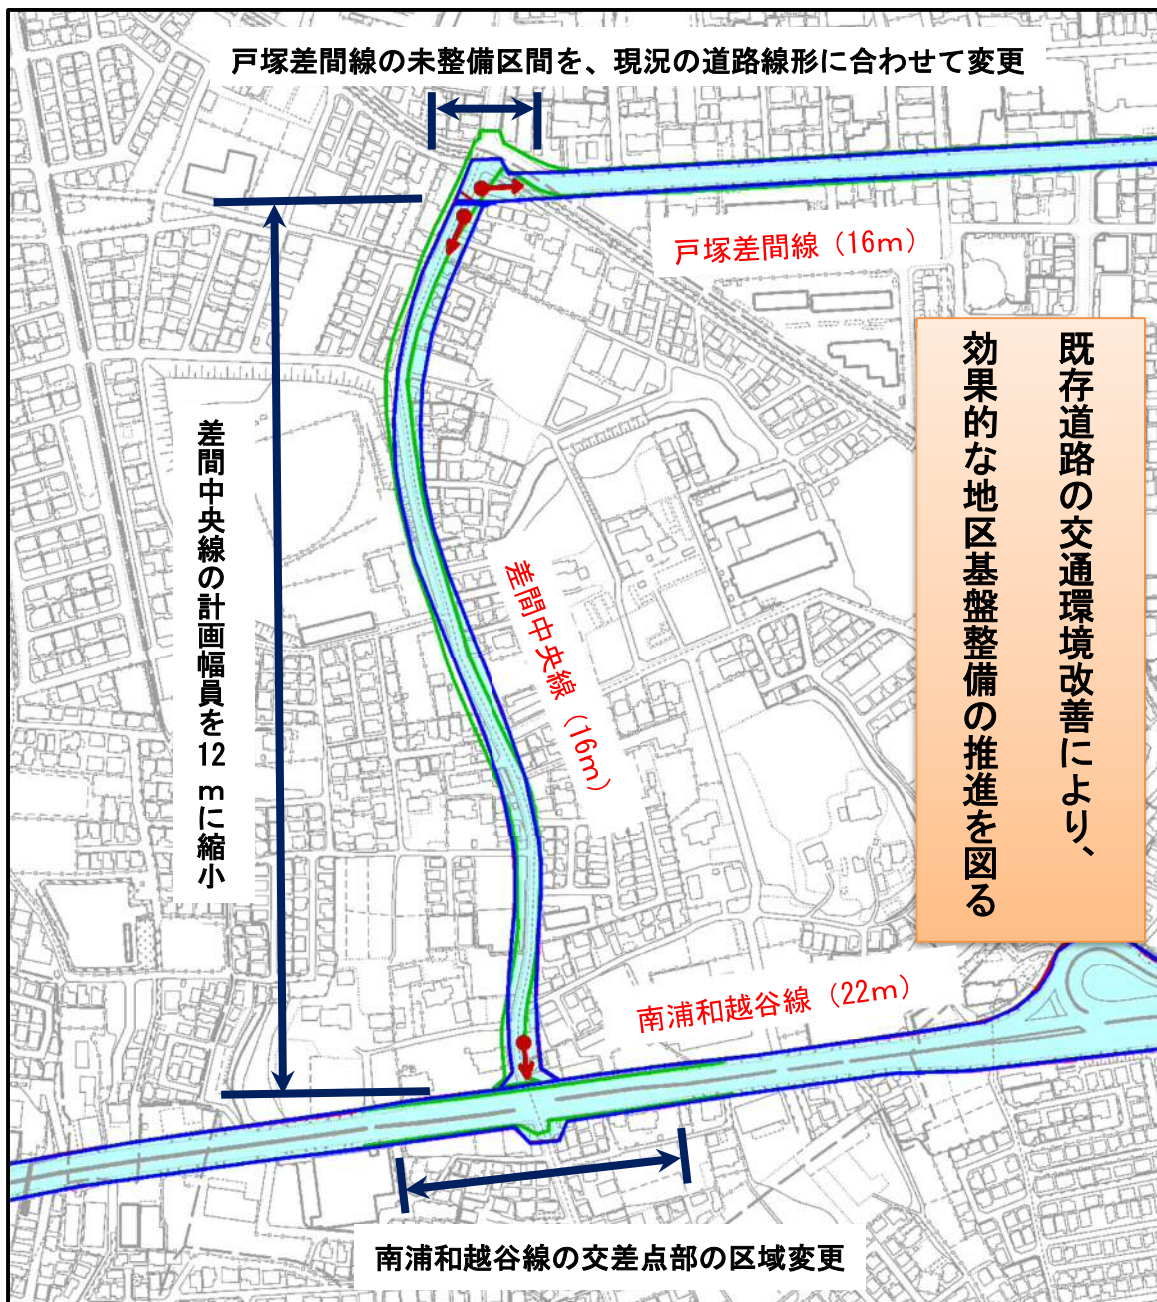 戸塚差間線の未整備区間を、現況の道路線形に合わせて変更
戸塚差間線（16ｍ）
既存道路の交通環境改善により、
効果的な地区基盤整備の推進を図る
差間中央線の計画幅員を12ｍに縮小
差間中央線（16ｍ）
南浦和越谷線（22ｍ）
南浦和越谷線の交差点部の区域変更